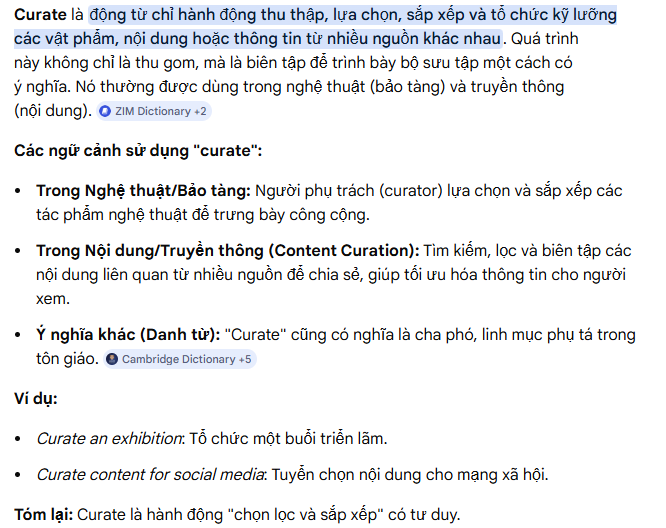 Curate là động từ chỉ hành động thu thập, lựa chọn, sắp xếp và tổ chức kỹ lưỡng
các vật phẩm, nội dung hoặc thông tin từ nhiều nguồn khác nhau. Quá trình
này không chỉ là thu gom, mà là biên tập để trình bày bộ sưu tập một cách có
ý nghĩa. Nó thường được dùng trong nghệ thuật (bảo tàng) và truyền thông
(nội dung). ZIM Dictionary +2
Các ngữ cảnh sử dụng "curate":
• Trong Nghệ thuật/Bảo tàng: Người phụ trách (curator) lựa chọn và sắp xếp các
tác phẩm nghệ thuật để trưng bày công cộng.
• Trong Nội dung/Truyền thông (Content Curation): Tìm kiếm, lọc và biên tập các
nội dung liên quan từ nhiều nguồn để chia sẻ, giúp tối ưu hóa thông tin cho người
xem.
• Ý nghĩa khác (Danh từ): "Curate" cũng có nghĩa là cha phó, linh mục phụ tá trong
tôn giáo. Cambridge Dictionary +5
Ví dụ:
• Curate an exhibition: Tổ chức một buổi triển lãm.
• Curate content for social media: Tuyển chọn nội dung cho mạng xã hội.
Tóm lại: Curate là hành động "chọn lọc và sắp xếp" có tư duy.